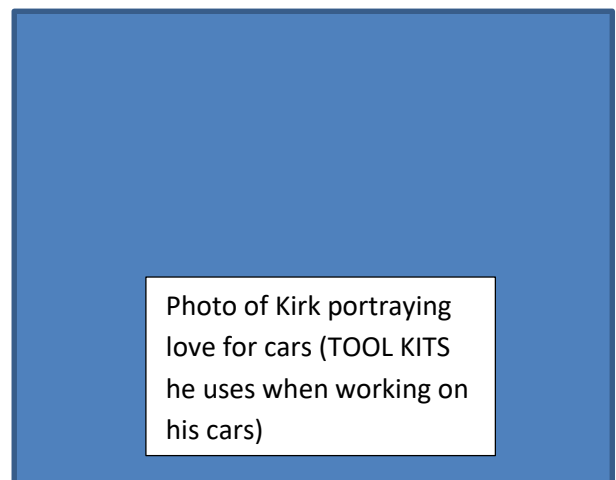 Photo of Kirk portraying
love for cars (TOOL KITS
he uses when working on
his cars)